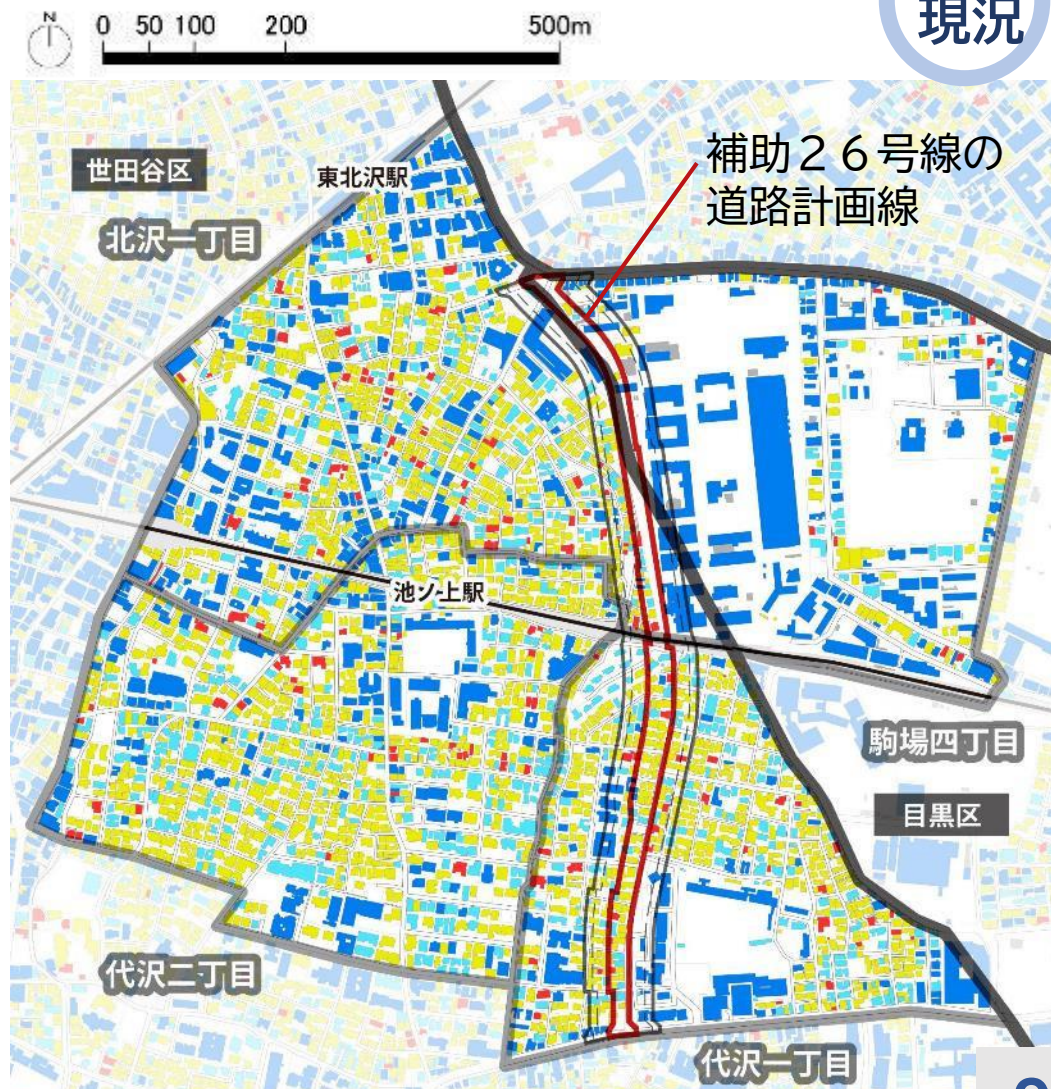 N
0 50 100 200 500m
現況
補助２６号線の
道路計画線
世田谷区
東北沢駅
北沢一丁目
池ノ上駅
駒場四丁目
目黒区
代沢二丁目
代沢一丁目